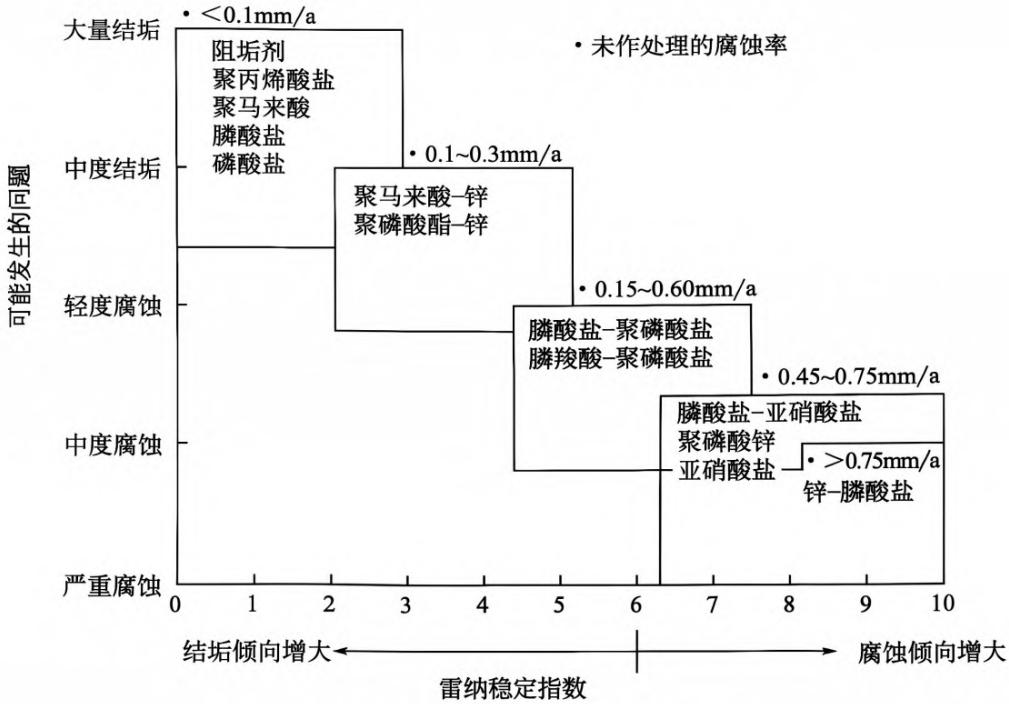 大量结垢
• <0.1mm/a
• 未作处理的腐蚀率
阻垢剂
聚丙烯酸盐
聚马来酸
膦酸盐
磷酸盐
中度结垢
• 0.1~0.3mm/a
聚马来酸–锌
聚磷酸酯–锌
可能发生的问题
轻度腐蚀
• 0.15~0.60mm/a
膦酸盐–聚磷酸盐
膦羧酸–聚磷酸盐
• 0.45~0.75mm/a
膦酸盐–亚硝酸盐
聚磷酸锌
亚硝酸盐
中度腐蚀
• >0.75mm/a
锌–膦酸盐
严重腐蚀
0 1 2 3 4 5 6 7 8 9 10
结垢倾向增大
腐蚀倾向增大
雷纳稳定指数